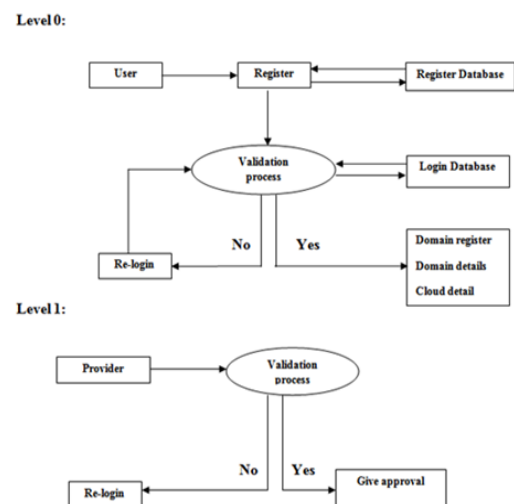 Level 0:
User
Register
Register Database
Validation
process
Login Database
No
Yes
Re-login
Domain register
Domain details
Cloud detail
Level 1:
Provider
Validation
process
No
Yes
Re-login
Give approval